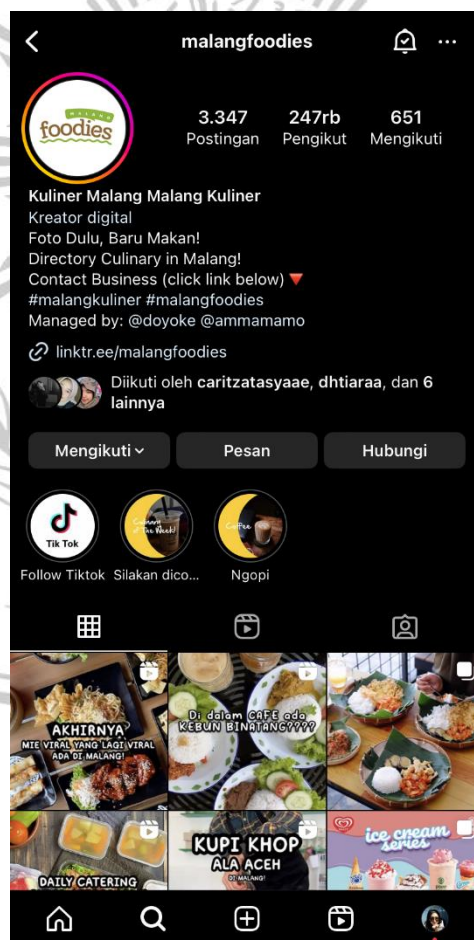 malangfoodies
MALANG
foodies
3.347 247rb 651
Postingan Pengikut Mengikuti
Kuliner Malang Malang Kuliner
Kreator digital
Foto Dulu, Baru Makan!
Directory Culinary in Malang!
Contact Business (click link below)
#malangkuliner #malangfoodies
Managed by: @doyoke @ammamamo
linktr.ee/malangfoodies
Diikuti oleh caritzatasyaae, dhtiaraa, dan 6
lainnya
Mengikuti Pesan Hubungi
Tik Tok
Culinary
of The Week!
Coffee
Follow Tiktok Silakan dico... Ngopi
AKHIRNYA
MIE VIRAL YANG LAGI VIRAL
ADA DI MALANG!
Di dalam CAFE ada
KEBUN BINATANG????
DAILY CATERING
KUPI KHOP
ALA ACEH
DI MALANG!
ice cream
series